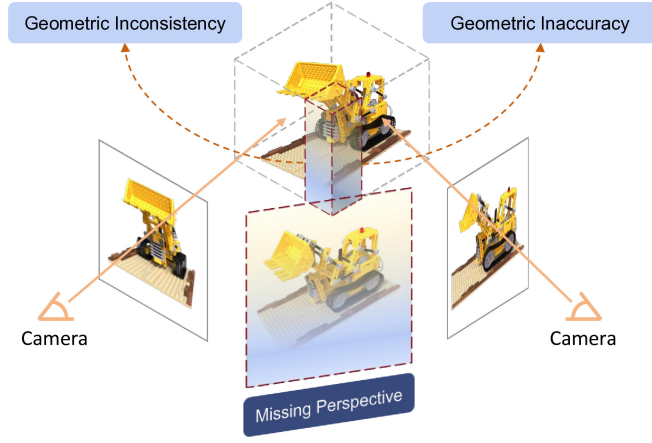 Geometric Inconsistency
Geometric Inaccuracy
Camera
Camera
Missing Perspective